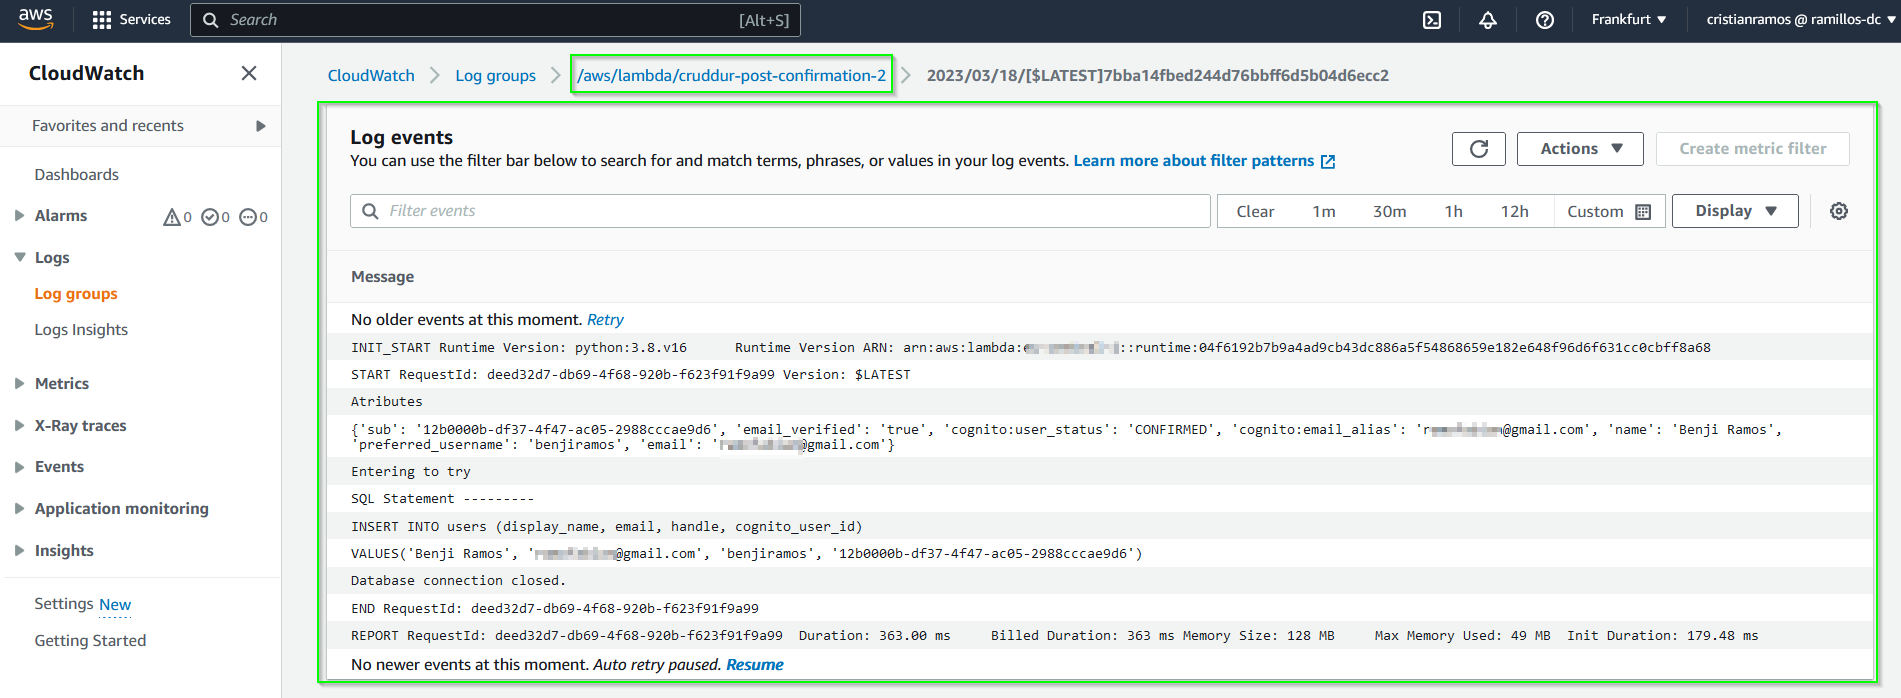 aws Services Search [Alt+S] Frankfurt ▼ cristianramos @ ramillos-dc ▼
CloudWatch
Favorites and recents
Dashboards
Alarms 0 0 0
Logs
Log groups
Logs Insights
Metrics
X-Ray traces
Events
Application monitoring
Insights
Settings New
Getting Started
CloudWatch > Log groups > /aws/lambda/cruddur-post-confirmation-2 > 2023/03/18/[$LATEST]7bba14fbed244d76bbff6d5b04d6ecc2
Log events
You can use the filter bar below to search for and match terms, phrases, or values in your log events. Learn more about filter patterns
Actions ▼ Create metric filter
Filter events Clear 1m 30m 1h 12h Custom Display ▼
Message
No older events at this moment. Retry
INIT_START Runtime Version: python:3.8.v16 Runtime Version ARN: arn:aws:lambda: ::runtime:04f6192b7b9a4ad9cb43dc886a5f54868659e182e648f96d6f631cc0cbff8a68
START RequestId: deed32d7-db69-4f68-920b-f623f91f9a99 Version: $LATEST
Atributes
{'sub': '12b0000b-df37-4f47-ac05-2988cccae9d6', 'email_verified': 'true', 'cognito:user_status': 'CONFIRMED', 'cognito:email_alias': 'r @gmail.com', 'name': 'Benji Ramos',
'preferred_username': 'benjiramos', 'email': ' @gmail.com'}
Entering to try
SQL Statement ---------
INSERT INTO users (display_name, email, handle, cognito_user_id)
VALUES('Benji Ramos', ' @gmail.com', 'benjiramos', '12b0000b-df37-4f47-ac05-2988cccae9d6')
Database connection closed.
END RequestId: deed32d7-db69-4f68-920b-f623f91f9a99
REPORT RequestId: deed32d7-db69-4f68-920b-f623f91f9a99 Duration: 363.00 ms Billed Duration: 363 ms Memory Size: 128 MB Max Memory Used: 49 MB Init Duration: 179.48 ms
No newer events at this moment. Auto retry paused. Resume